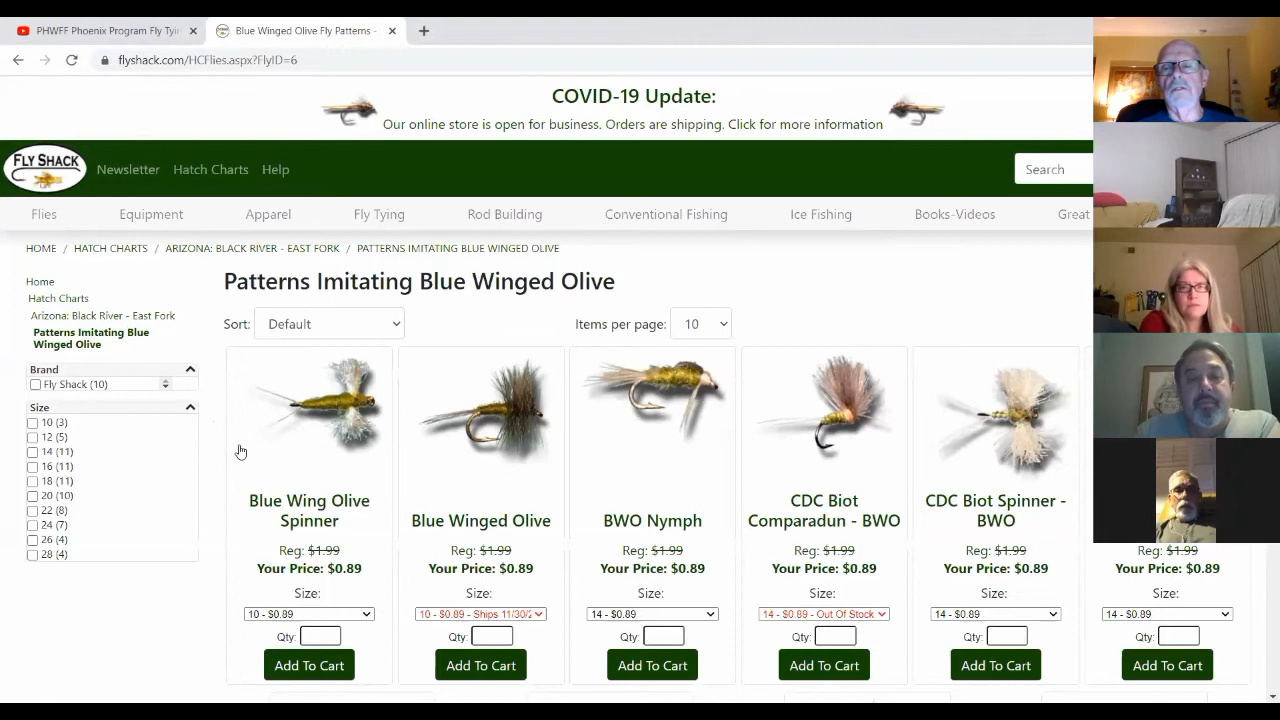 PHWFF Phoenix Program Fly Tyi
Blue Winged Olive Fly Patterns -
flyshack.com/HCFlies.aspx?FlyID=6
COVID-19 Update:
Our online store is open for business. Orders are shipping. Click for more information
FLY SHACK
Newsletter
Hatch Charts
Help
Search
Flies
Equipment
Apparel
Fly Tying
Rod Building
Conventional Fishing
Ice Fishing
Books-Videos
Great
HOME / HATCH CHARTS / ARIZONA: BLACK RIVER - EAST FORK / PATTERNS IMITATING BLUE WINGED OLIVE
Home
Hatch Charts
Arizona: Black River - East Fork
Patterns Imitating Blue
Winged Olive
Brand
Fly Shack (10)
Size
10 (3)
12 (5)
14 (11)
16 (11)
18 (11)
20 (10)
22 (8)
24 (7)
26 (4)
28 (4)
Patterns Imitating Blue Winged Olive
Sort: Default
Items per page: 10
Blue Wing Olive
Spinner
Reg: $1.99
Your Price: $0.89
Size:
10 - $0.89
Qty:
Add To Cart
Blue Winged Olive
Reg: $1.99
Your Price: $0.89
Size:
10 - $0.89 - Ships 11/30/2
Qty:
Add To Cart
BWO Nymph
Reg: $1.99
Your Price: $0.89
Size:
14 - $0.89
Qty:
Add To Cart
CDC Biot
Comparadun - BWO
Reg: $1.99
Your Price: $0.89
Size:
14 - $0.89 - Out Of Stock
Qty:
Add To Cart
CDC Biot Spinner -
BWO
Reg: $1.99
Your Price: $0.89
Size:
14 - $0.89
Qty:
Add To Cart
Reg: $1.99
Your Price: $0.89
Size:
14 - $0.89
Qty:
Add To Cart